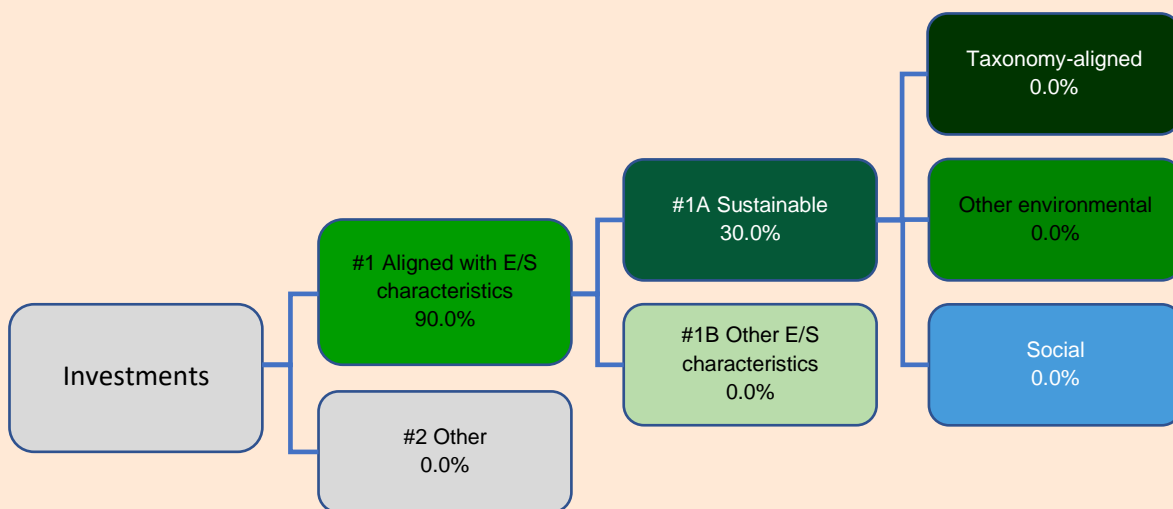 Investments
#1 Aligned with E/S
characteristics
90.0%
#2 Other
0.0%
#1A Sustainable
30.0%
#1B Other E/S
characteristics
0.0%
Taxonomy-aligned
0.0%
Other environmental
0.0%
Social
0.0%